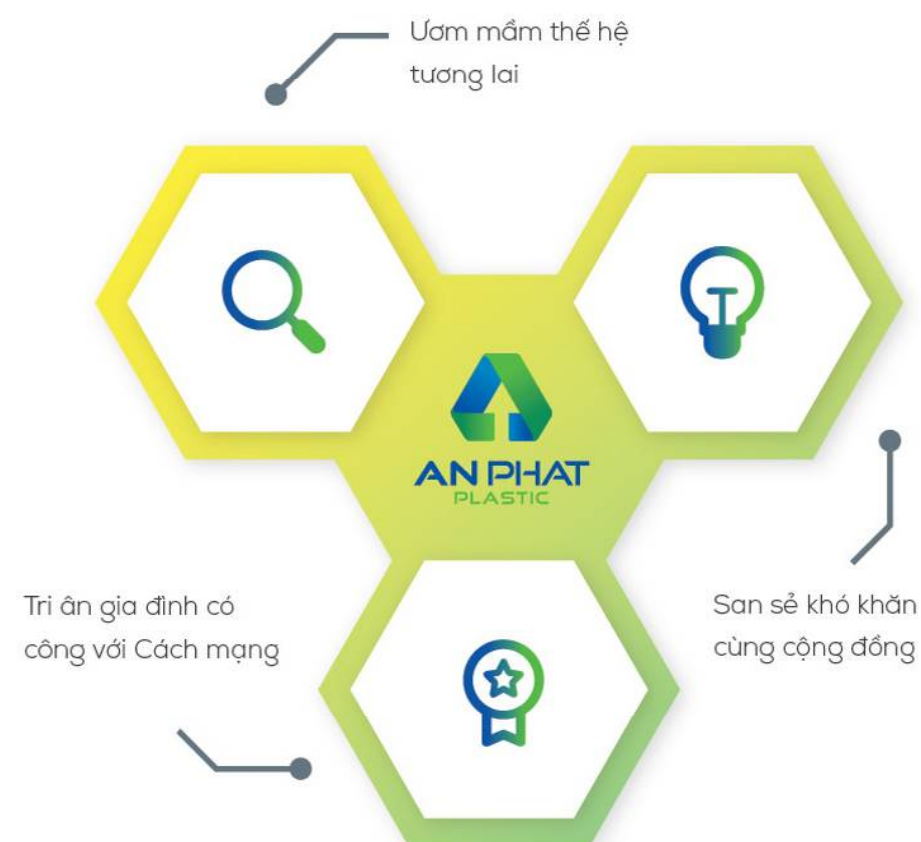 Ươm mầm thế hệ
tương lai
AN PHAT
PLASTIC
Tri ân gia đình có
công với Cách mạng
San sẻ khó khăn
cùng cộng đồng